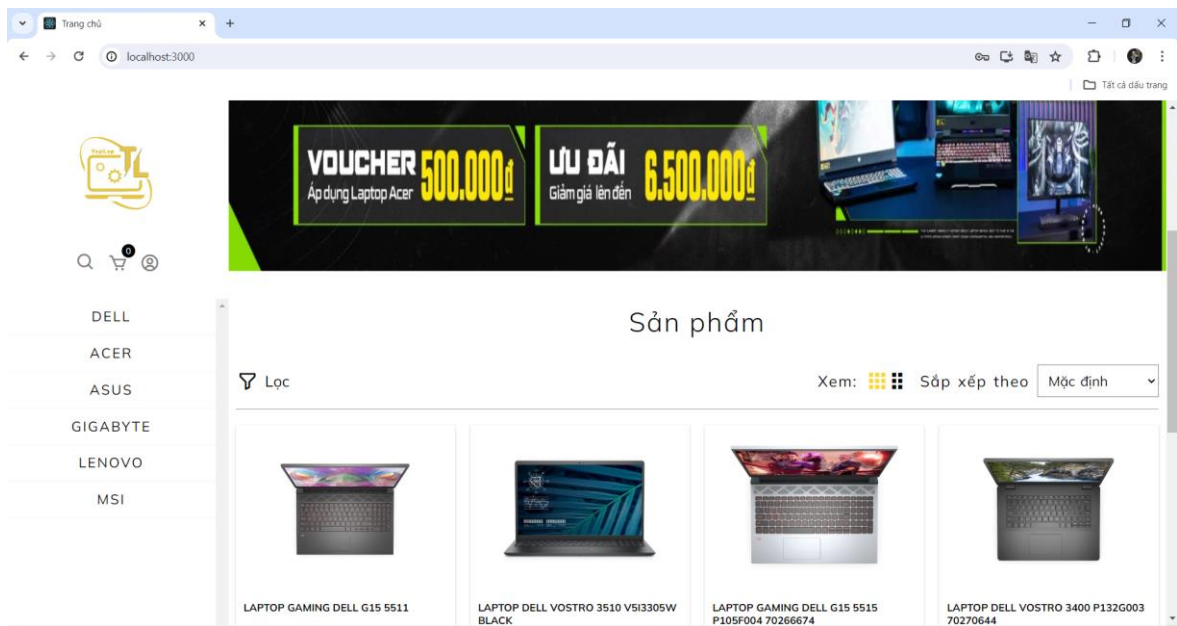 Trang chủ
localhost:3000
Tất cả dấu trang
TL
VOUCHER 500.000đ
Áp dụng Laptop Acer
ƯU ĐÃI 6.500.000đ
Giảm giá lên đến
0
DELL
ACER
ASUS
GIGABYTE
LENOVO
MSI
Sản phẩm
Lọc
Xem:
Sắp xếp theo
Mặc định
LAPTOP GAMING DELL G15 5511
LAPTOP DELL VOSTRO 3510 V5I3305W
BLACK
LAPTOP GAMING DELL G15 5515
P105F004 70266674
LAPTOP DELL VOSTRO 3400 P132G003
70270644